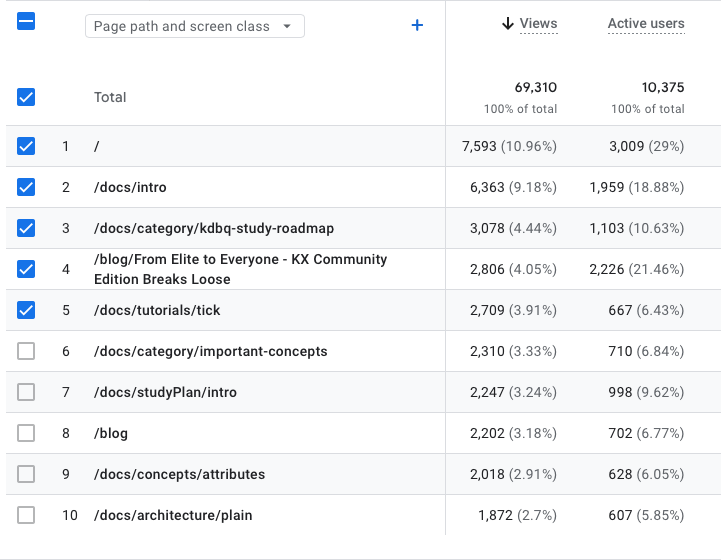 Page path and screen class + ↓ Views Active users
Total 69,310 10,375
100% of total 100% of total
1 / 7,593 (10.96%) 3,009 (29%)
2 /docs/intro 6,363 (9.18%) 1,959 (18.88%)
3 /docs/category/kdbq-study-roadmap 3,078 (4.44%) 1,103 (10.63%)
4 /blog/From Elite to Everyone - KX Community
Edition Breaks Loose 2,806 (4.05%) 2,226 (21.46%)
5 /docs/tutorials/tick 2,709 (3.91%) 667 (6.43%)
6 /docs/category/important-concepts 2,310 (3.33%) 710 (6.84%)
7 /docs/studyPlan/intro 2,247 (3.24%) 998 (9.62%)
8 /blog 2,202 (3.18%) 702 (6.77%)
9 /docs/concepts/attributes 2,018 (2.91%) 628 (6.05%)
10 /docs/architecture/plain 1,872 (2.7%) 607 (5.85%)